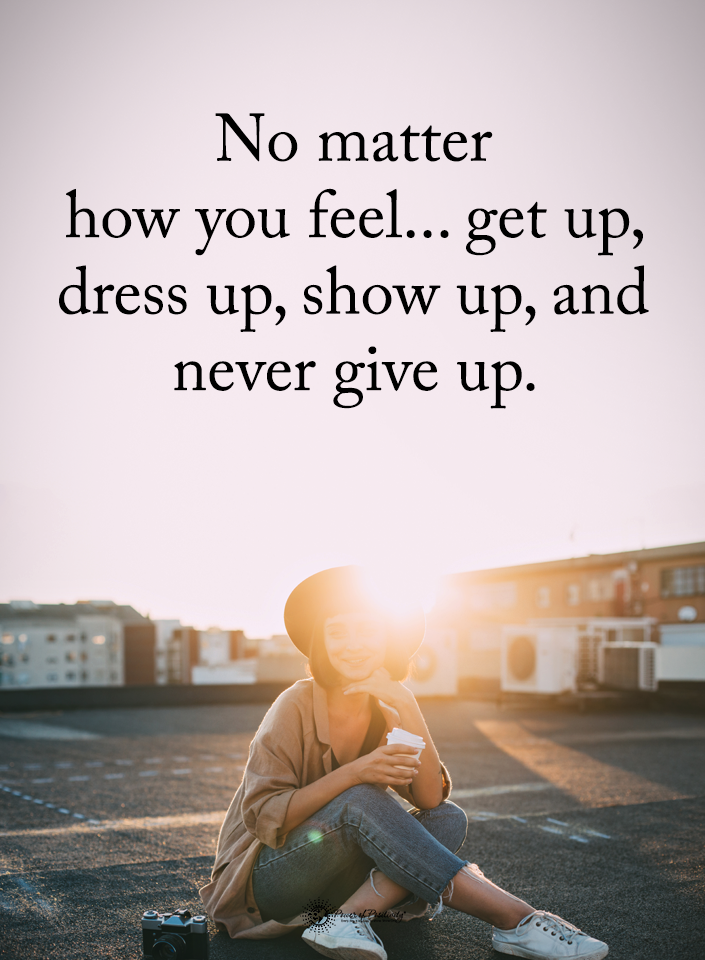 No matter
how you feel... get up,
dress up, show up, and
never give up.
Power of Positivity